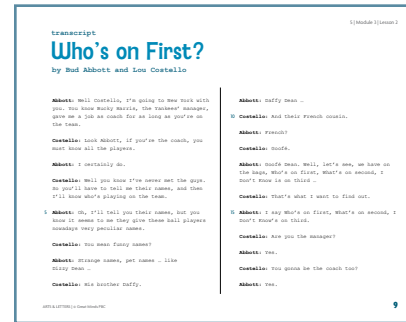 5 | Module 3 | Lesson 2
transcript
Who's on First?
by Bud Abbott and Lou Costello
Abbott: Well Costello, I'm going to New York with
you. You know Bucky Harris, the Yankees' manager,
gave me a job as coach for as long as you're on
the team.
Costello: Look Abbott, if you're the coach, you
must know all the players.
Abbott: I certainly do.
Costello: Well you know I've never met the guys.
So you'll have to tell me their names, and then
I'll know who's playing on the team.
5 Abbott: Oh, I'll tell you their names, but you
know it seems to me they give these ball players
nowadays very peculiar names.
Costello: You mean funny names?
Abbott: Strange names, pet names … like
Dizzy Dean …
Costello: His brother Daffy.
Abbott: Daffy Dean …
10 Costello: And their French cousin.
Abbott: French?
Costello: Goofé.
Abbott: Goofé Dean. Well, let's see, we have on
the bags, Who's on first, What's on second, I
Don't Know is on third …
Costello: That's what I want to find out.
15 Abbott: I say Who's on first, What's on second, I
Don't Know's on third.
Costello: Are you the manager?
Abbott: Yes.
Costello: You gonna be the coach too?
Abbott: Yes.
ARTS & LETTERS | © Great Minds PBC
9